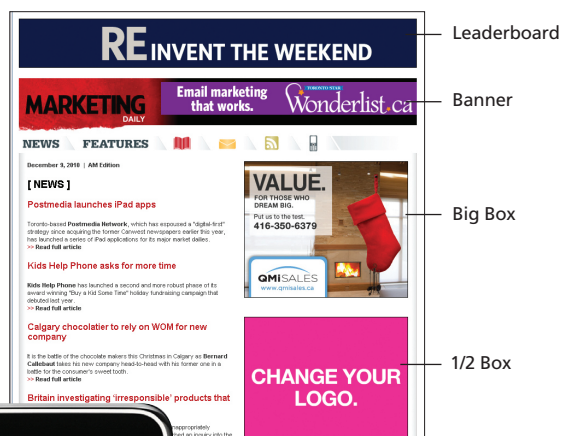 REINVENT THE WEEKEND
Leaderboard
MARKETING
DAILY
Email marketing
that works.
TORONTO STAR
Wonderlist.ca
Banner
NEWS FEATURES
December 9, 2010 | AM Edition
[ NEWS ]
Postmedia launches iPad apps
Toronto-based Postmedia Network, which has expoused a "digital-first"
strategy since acquiring the former Canwest newspapers earlier this year,
has launched a series of iPad applications for its major market dailies.
>> Read full article
Kids Help Phone asks for more time
Kids Help Phone has launched a second and more robust phase of its
award winning "Buy a Kid Some Time" holiday fundraising campaign that
debuted last year.
>> Read full article
Calgary chocolatier to rely on WOM for new
company
It is the battle of the chocolate makers this Christmas in Calgary as Bernard
Callebaut takes his new company head-to-head with his former one in a
battle for the consumer's sweet tooth.
>> Read full article
Britain investigating 'irresponsible' products that
inappropriately
hed an inquiry into the
VALUE.
FOR THOSE WHO
DREAM BIG.
Put us to the test.
416-350-6379
QMiSALES
www.qmisales.ca
Big Box
CHANGE YOUR
LOGO.
1/2 Box